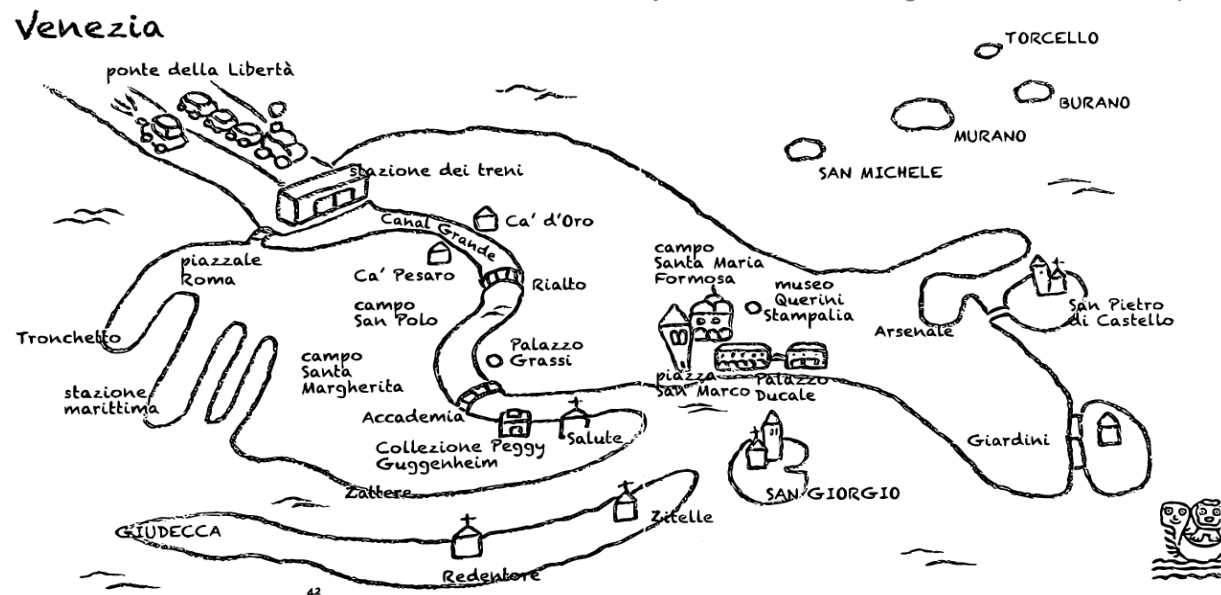 Venezia
ponte della Libertà
TORCELLO
BURANO
MURANO
SAN MICHELE
stazione dei treni
Canal Grande
Ca' d'Oro
piazzale
Roma
Ca' Pesaro
Rialto
campo
San Polo
campo
Santa Maria
Formosa
museo
Querini
Stampalia
Arsenale
San Pietro
di Castello
Tronchetto
campo
Santa
Margherita
Palazzo
Grassi
piazza
San Marco
Palazzo
Ducale
stazione
marittima
Accademia
Collezione Peggy
Guggenheim
Salute
Giardini
Zattere
SAN GIORGIO
GIUDECCA
Zitelle
Redentore
42